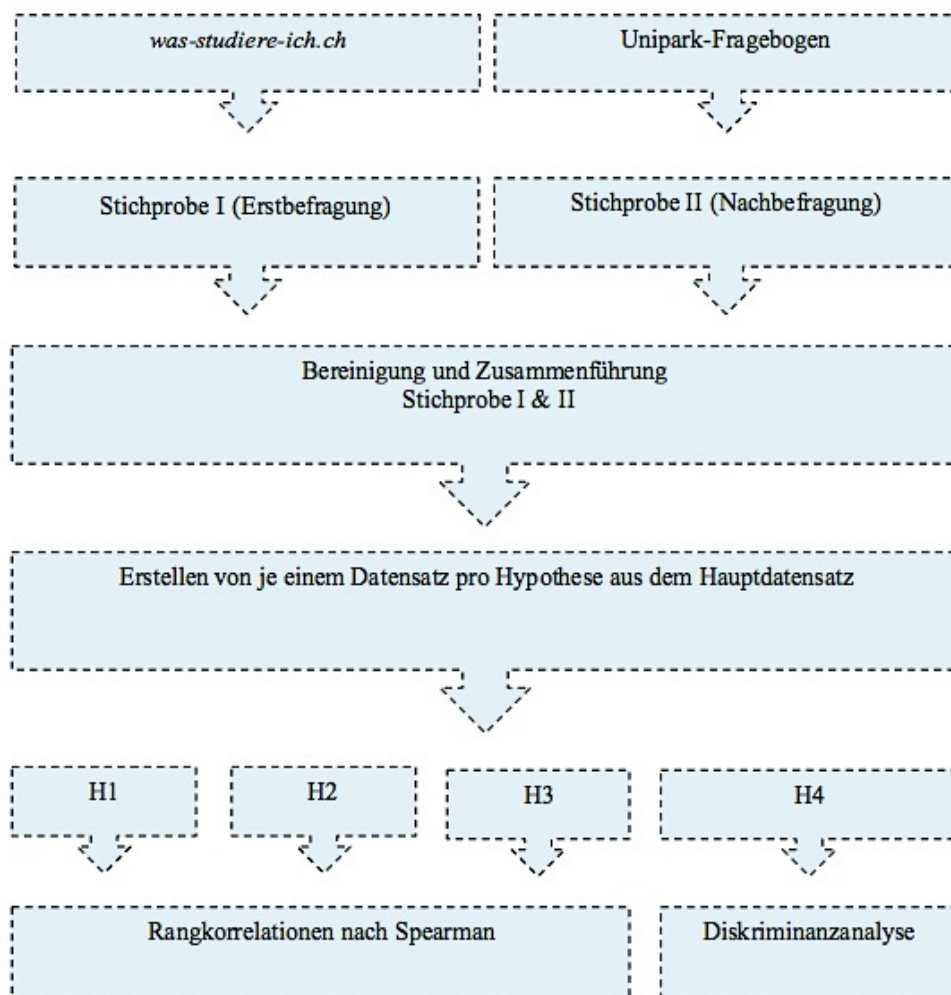 was-studiere-ich.ch
Unipark-Fragebogen
Stichprobe I (Erstbefragung)
Stichprobe II (Nachbefragung)
Bereinigung und Zusammenführung
Stichprobe I & II
Erstellen von je einem Datensatz pro Hypothese aus dem Hauptdatensatz
H1
H2
H3
H4
Rangkorrelationen nach Spearman
Diskriminanzanalyse